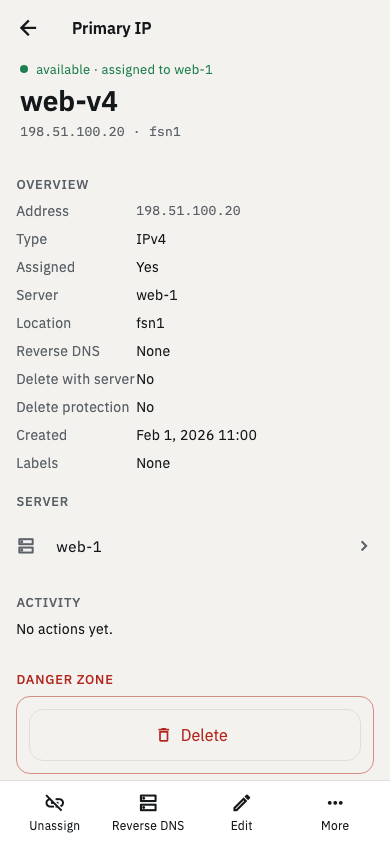 Primary IP
available · assigned to web-1
web-v4
198.51.100.20 · fsn1
OVERVIEW
Address 198.51.100.20
Type IPv4
Assigned Yes
Server web-1
Location fsn1
Reverse DNS None
Delete with server No
Delete protection No
Created Feb 1, 2026 11:00
Labels None
SERVER
web-1
ACTIVITY
No actions yet.
DANGER ZONE
Delete
Unassign Reverse DNS Edit More